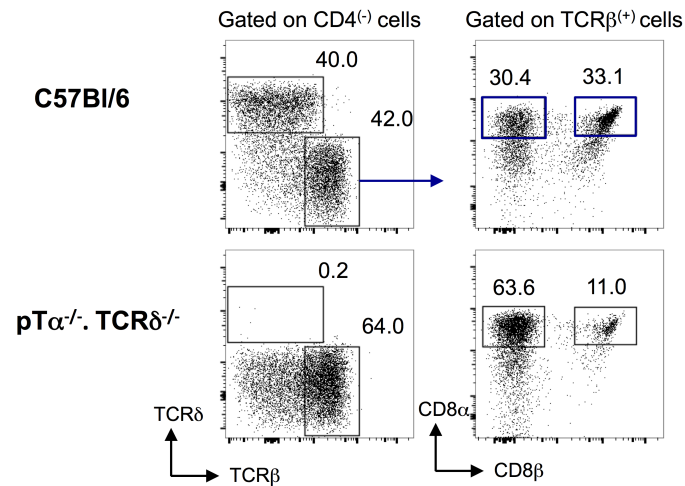 Gated on CD4(-) cells
Gated on TCRβ(+) cells
C57Bl/6
40.0
42.0
30.4
33.1
pTα-/-. TCRδ-/-
0.2
64.0
63.6
11.0
TCRδ
TCRβ
CD8α
CD8β